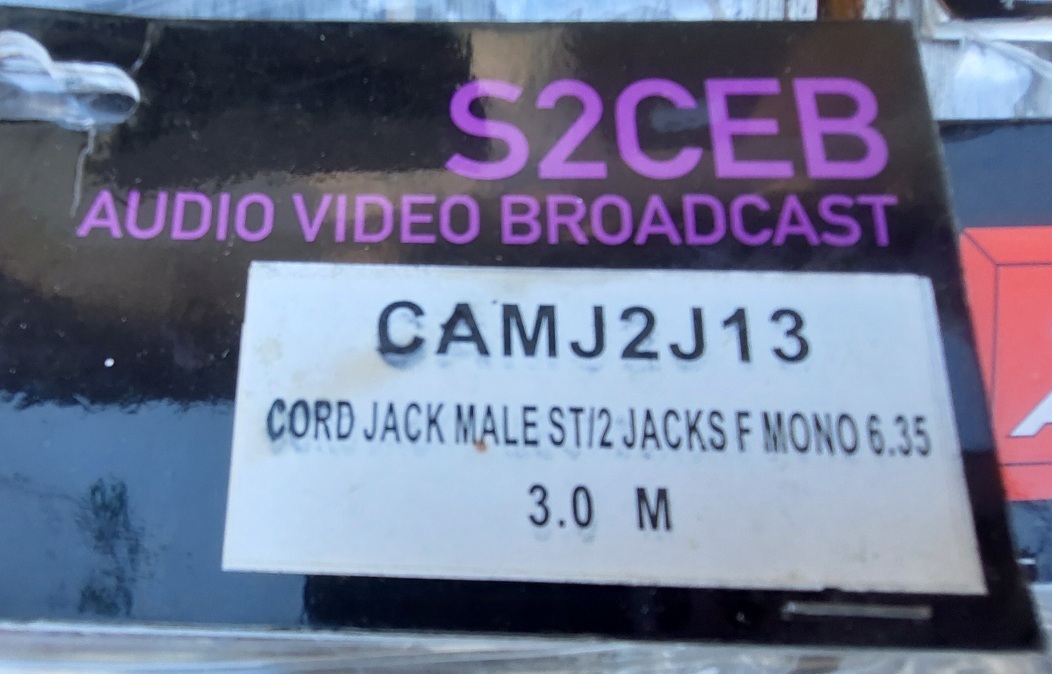 S2CEB
AUDIO VIDEO BROADCAST
CAMJ2J13
CORD JACK MALE ST/2 JACKS F MONO 6.35
3.0 M